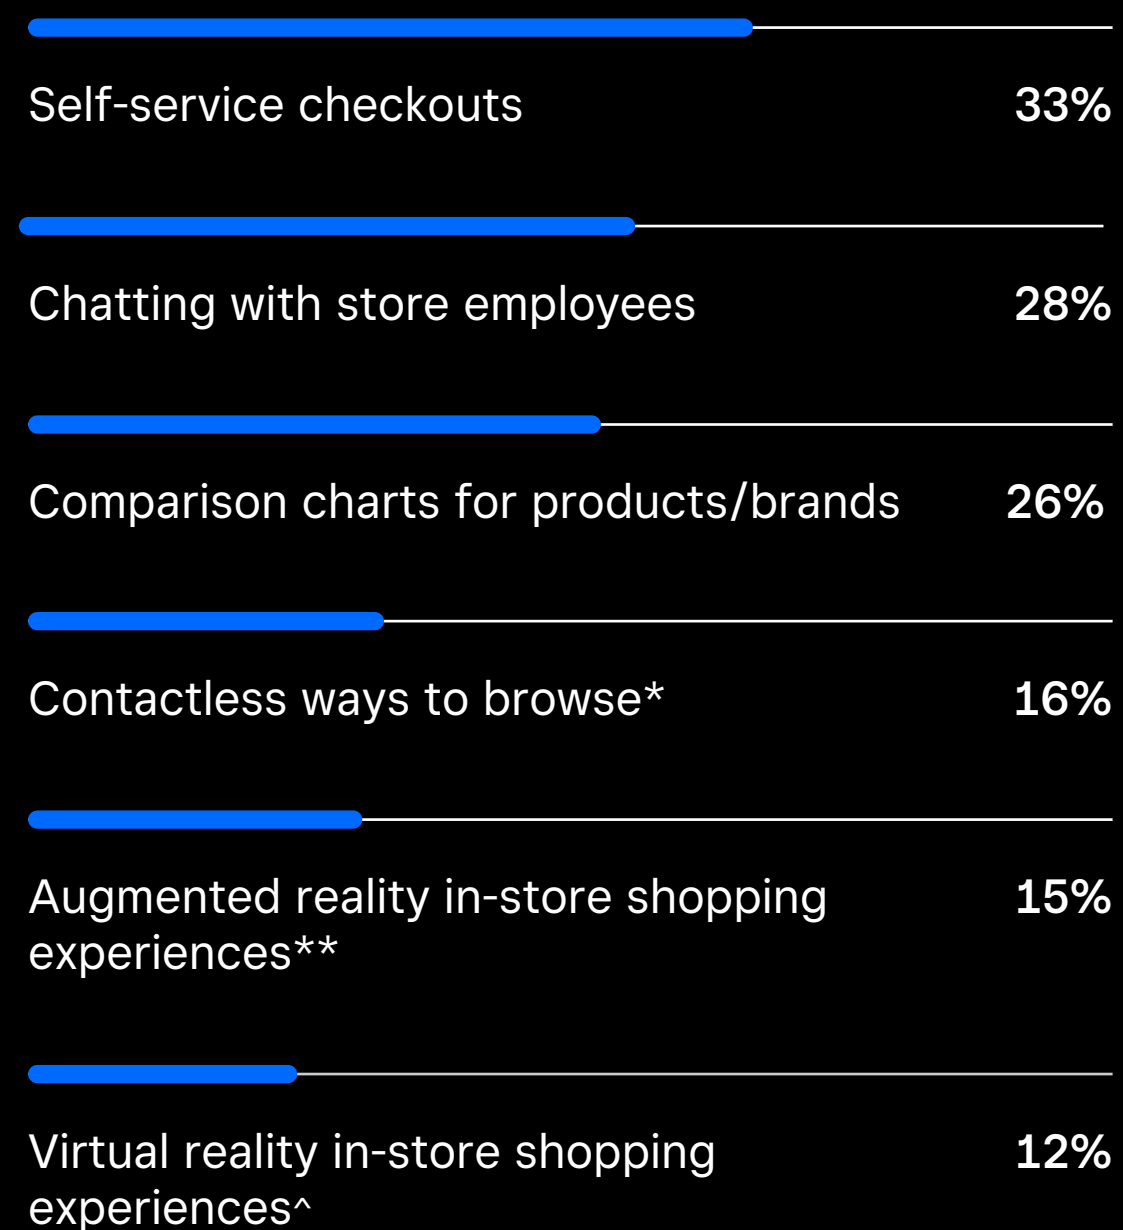 Self-service checkouts 33%
Chatting with store employees 28%
Comparison charts for products/brands 26%
Contactless ways to browse* 16%
Augmented reality in-store shopping 15%
experiences**
Virtual reality in-store shopping 12%
experiences^